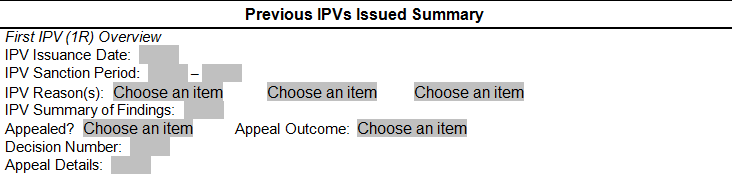 Previous IPVs Issued Summary
First IPV (1R) Overview
IPV Issuance Date:
IPV Sanction Period: –
IPV Reason(s): Choose an item Choose an item Choose an item
IPV Summary of Findings:
Appealed? Choose an item Appeal Outcome: Choose an item
Decision Number:
Appeal Details: